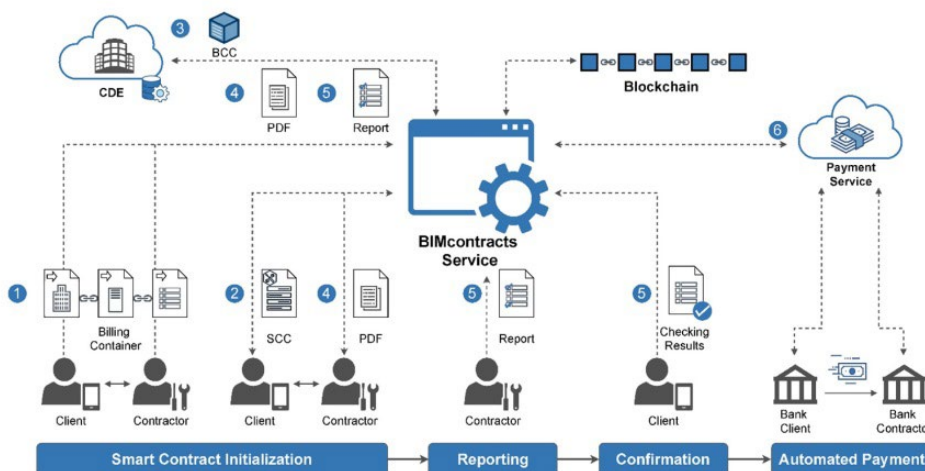 3
BCC
CDE
4
PDF
5
Report
Blockchain
6
Payment
Service
BIMcontracts
Service
1
Billing
Container
2
SCC
4
PDF
5
Report
5
Checking
Results
Client
Contractor
Client
Contractor
Contractor
Client
Bank
Client
Bank
Contractor
Smart Contract Initialization
Reporting
Confirmation
Automated Payment